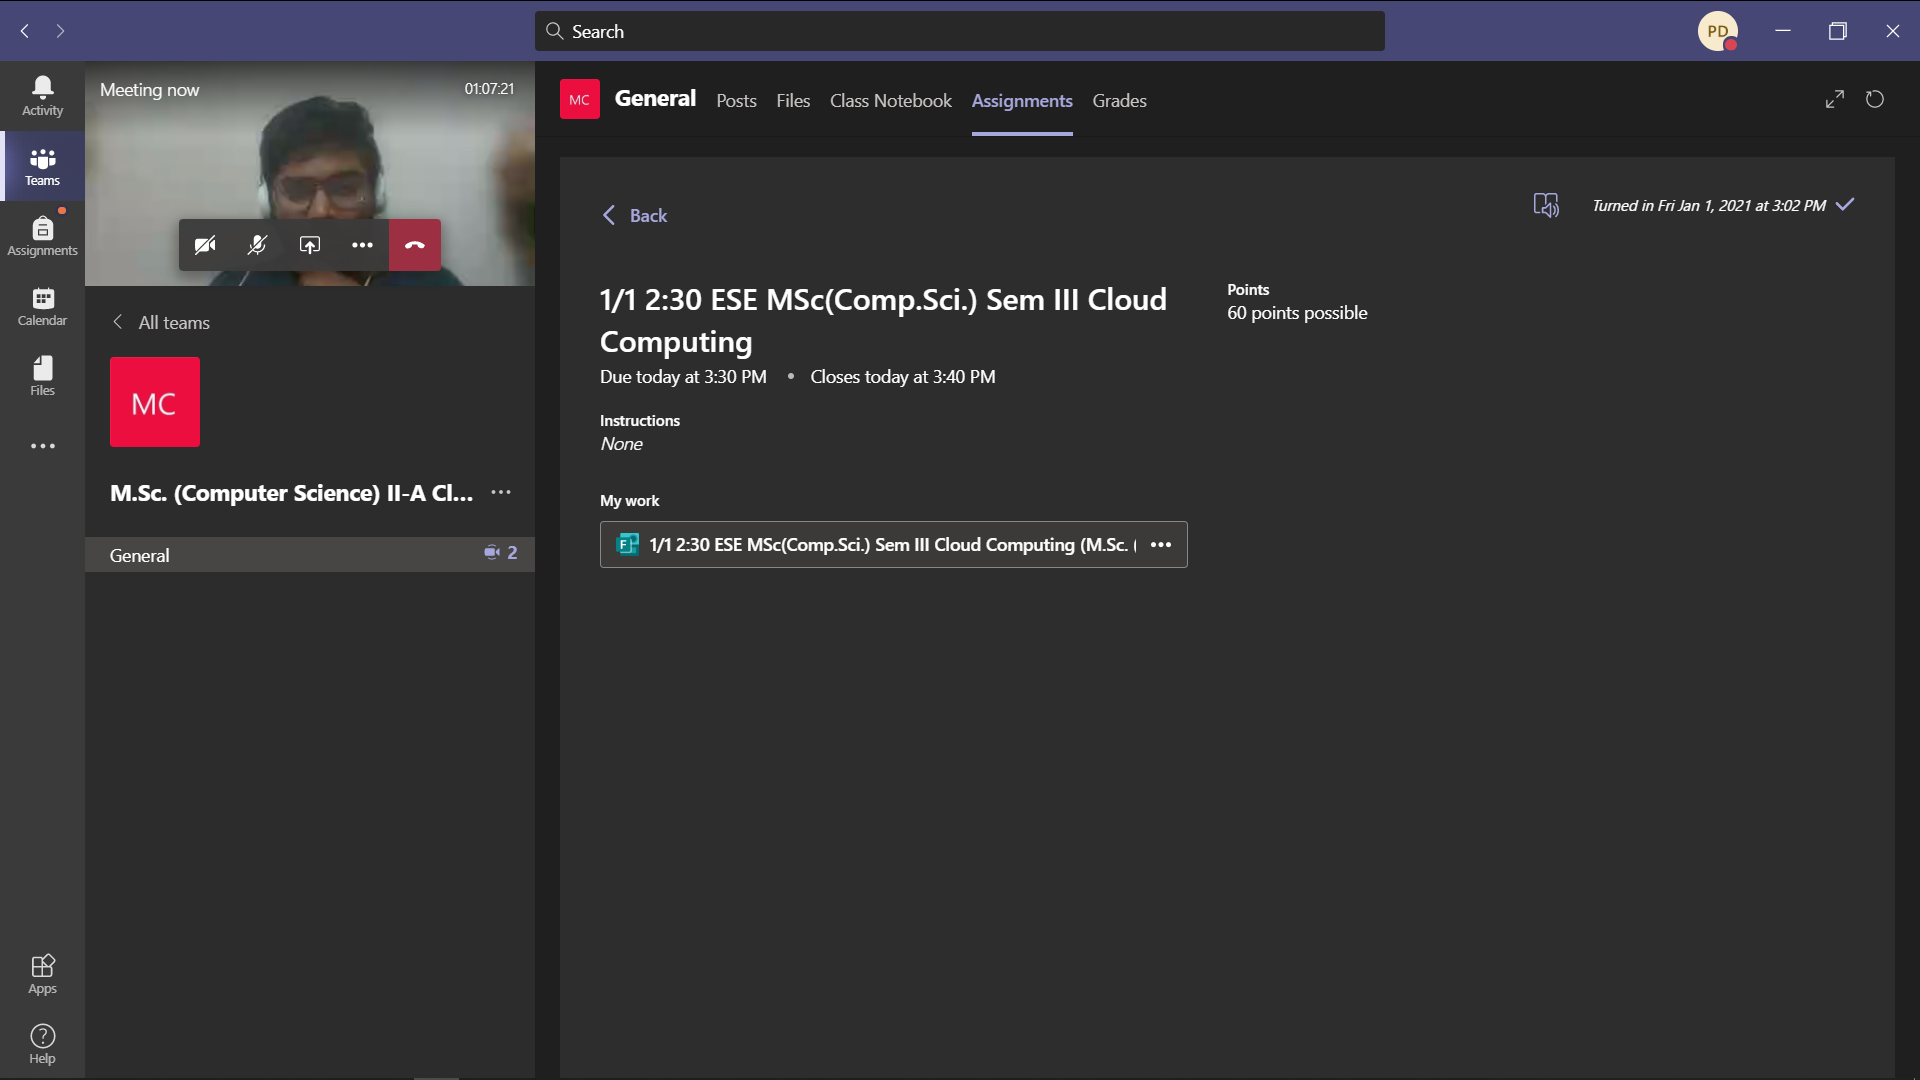 Search
PD
Activity
Teams
Assignments
Calendar
Files
Apps
Help
Meeting now
01:07:21
All teams
MC
M.Sc. (Computer Science) II-A Cl...
General
2
MC
General
Posts
Files
Class Notebook
Assignments
Grades
Back
Turned in Fri Jan 1, 2021 at 3:02 PM
1/1 2:30 ESE MSc(Comp.Sci.) Sem III Cloud
Computing
Due today at 3:30 PM • Closes today at 3:40 PM
Points
60 points possible
Instructions
None
My work
F
1/1 2:30 ESE MSc(Comp.Sci.) Sem III Cloud Computing (M.Sc. (